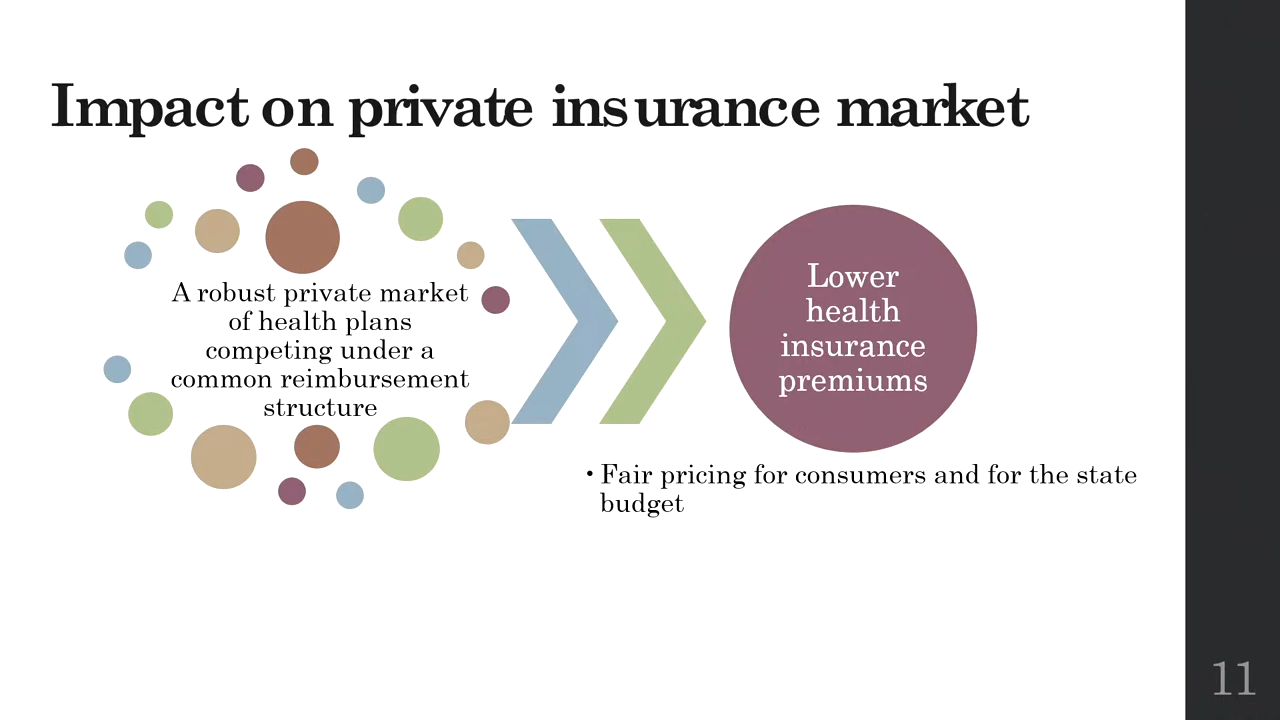 Impact on private insurance market
A robust private market
of health plans
competing under a
common reimbursement
structure
Lower
health
insurance
premiums
• Fair pricing for consumers and for the state
budget
11